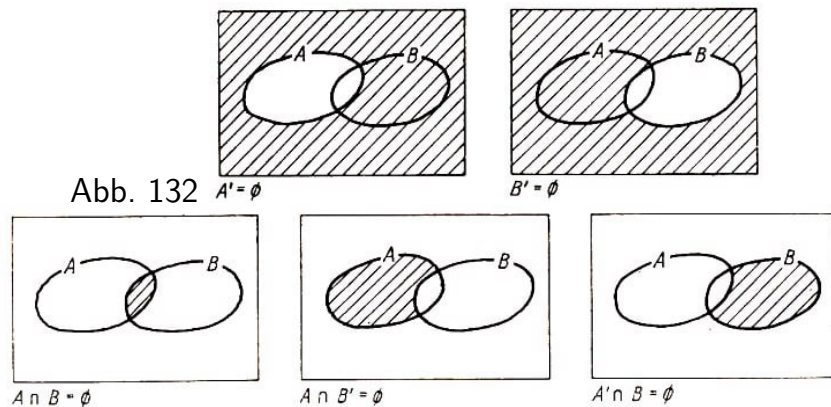 A B
A B
Abb. 132
A' = ϕ
B' = ϕ
A B
A B
A B
A ∩ B = ϕ
A ∩ B' = ϕ
A' ∩ B = ϕ